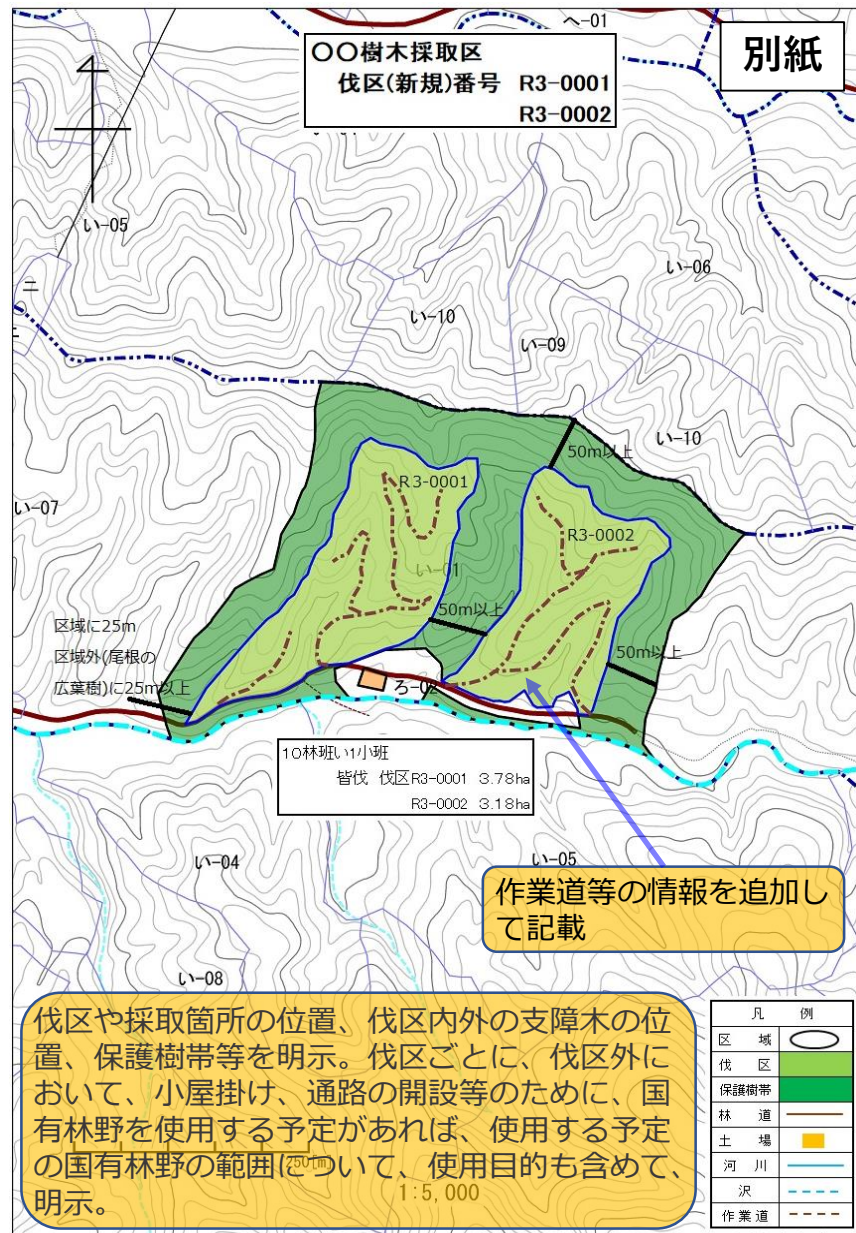 へ-01
〇〇樹木採取区
伐区(新規)番号 R3-0001
R3-0002
別紙
い-05
い-06
ニ
い-10
い-09
い-10
50m以上
R3-0001
い-07
R3-0002
い-01
50m以上
区域に25m
区域外(尾根の
広葉樹)に25m以上
50m以上
ろ-02
10林班い1小班
皆伐 伐区R3-0001 3.78ha
R3-0002 3.18ha
い-04
い-05
作業道等の情報を追加し
て記載
い-08
伐区や採取箇所の位置、伐区内外の支障木の位
置、保護樹帯等を明示。伐区ごとに、伐区外に
おいて、小屋掛け、通路の開設等のために、国
有林野を使用する予定があれば、使用する予定
の国有林野の範囲について、使用目的も含めて、
明示。
250[m]
1:5,000
凡 例
区 域
伐 区
保護樹帯
林 道
土 場
河 川
沢
作 業 道